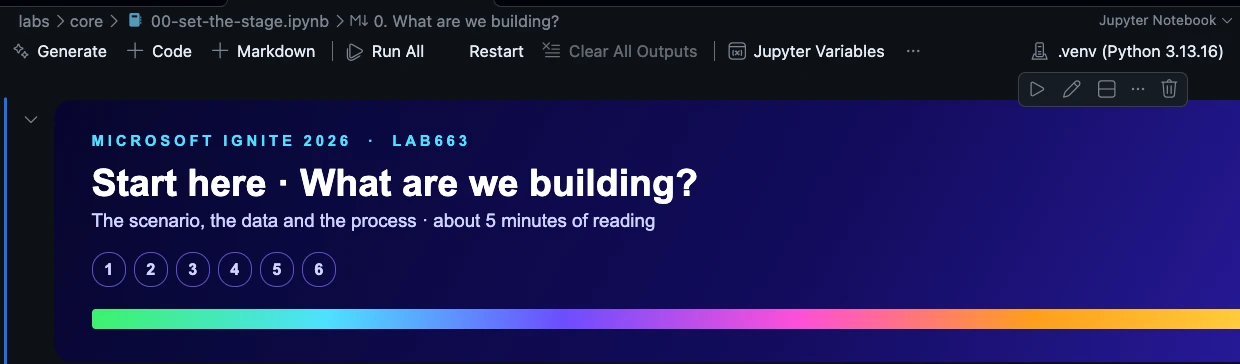 labs > core > 00-set-the-stage.ipynb > M↓ 0. What are we building?
Jupyter Notebook
Generate + Code + Markdown | Run All Restart Clear All Outputs | Jupyter Variables ···
.venv (Python 3.13.16)
MICROSOFT IGNITE 2026 · LAB663
Start here · What are we building?
The scenario, the data and the process · about 5 minutes of reading
1 2 3 4 5 6